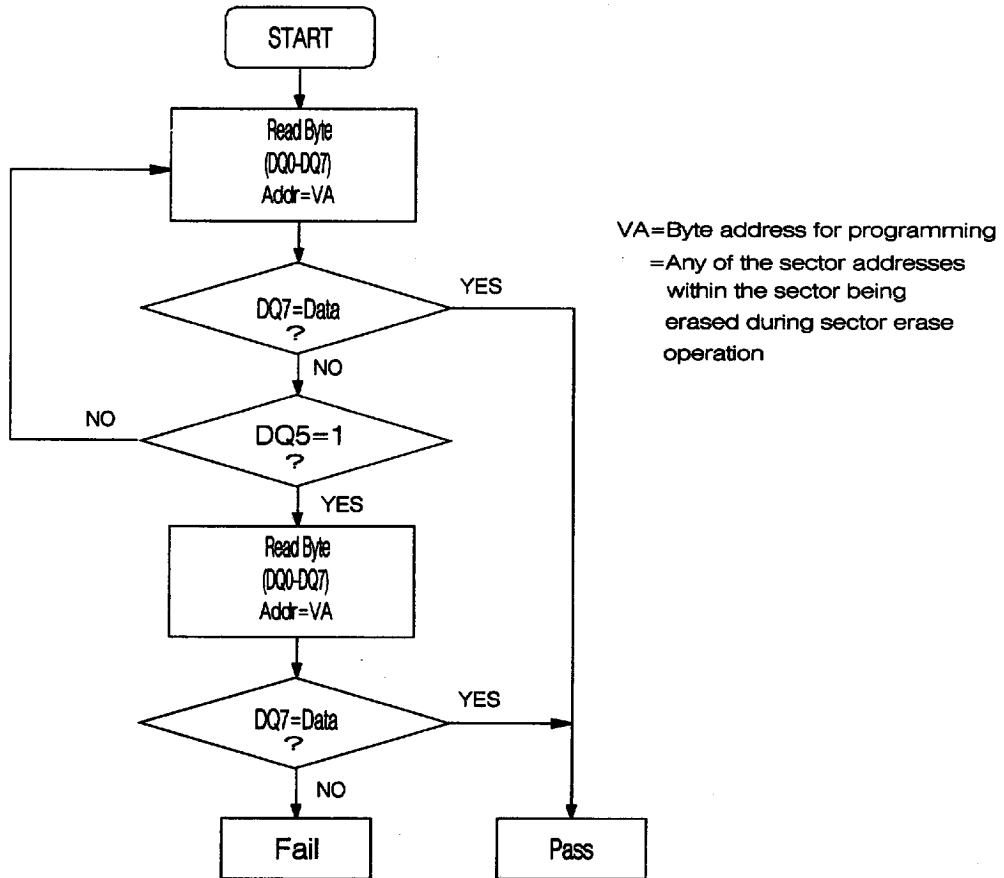 START
Read Byte
(DQ0-DQ7)
Addr=VA
VA=Byte address for programming
=Any of the sector addresses
within the sector being
erased during sector erase
operation
YES
DQ7=Data
?
NO
NO
DQ5=1
?
YES
Read Byte
(DQ0-DQ7)
Addr=VA
YES
DQ7=Data
?
NO
Fail
Pass